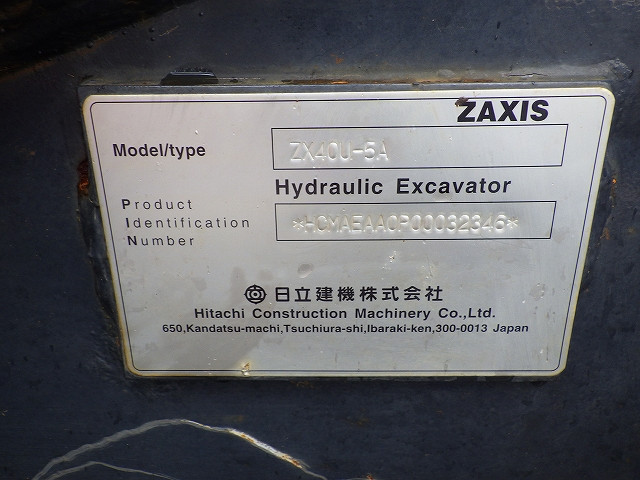 ZAXIS
Model/type ZX40U-5A
Hydraulic Excavator
Product
Identification
Number
*HCMAEAA0P00032346*
日立建機株式会社
Hitachi Construction Machinery Co.,Ltd.
650,Kandatsu-machi,Tsuchiura-shi,Ibaraki-ken,300-0013 Japan